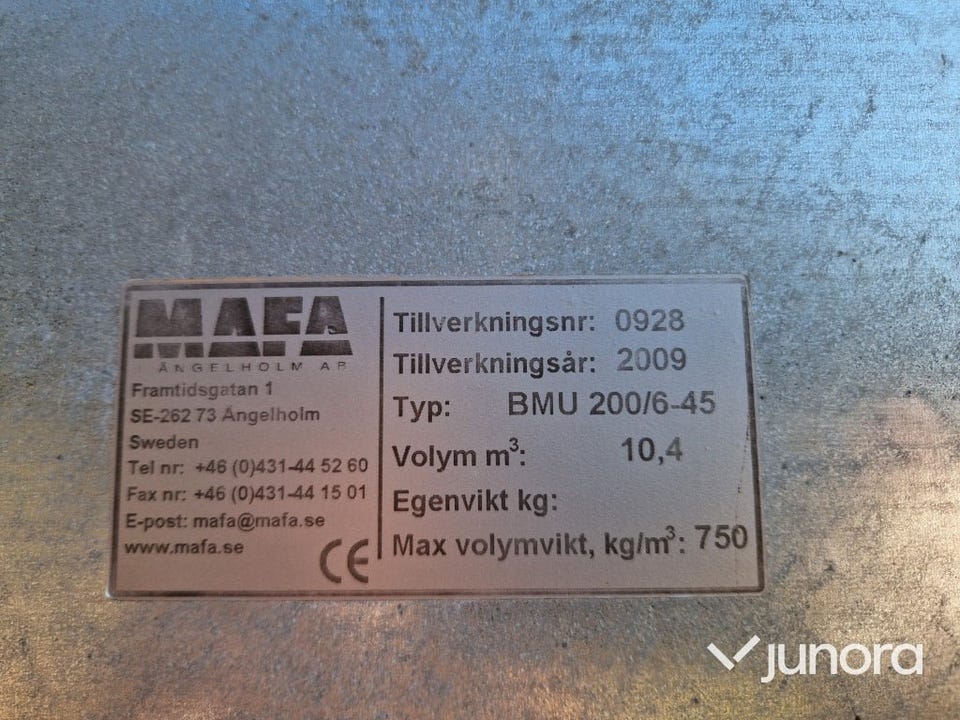 MAFA
ÄNGELHOLM AB
Framtidsgatan 1
SE-262 73 Ängelholm
Sweden
Tel nr: +46 (0)431-44 52 60
Fax nr: +46 (0)431-44 15 01
E-post: mafa@mafa.se
www.mafa.se
CE
Tillverkningsnr: 0928
Tillverkningsår: 2009
Typ: BMU 200/6-45
Volym m³: 10,4
Egenvikt kg:
Max volymvikt, kg/m³: 750
junora